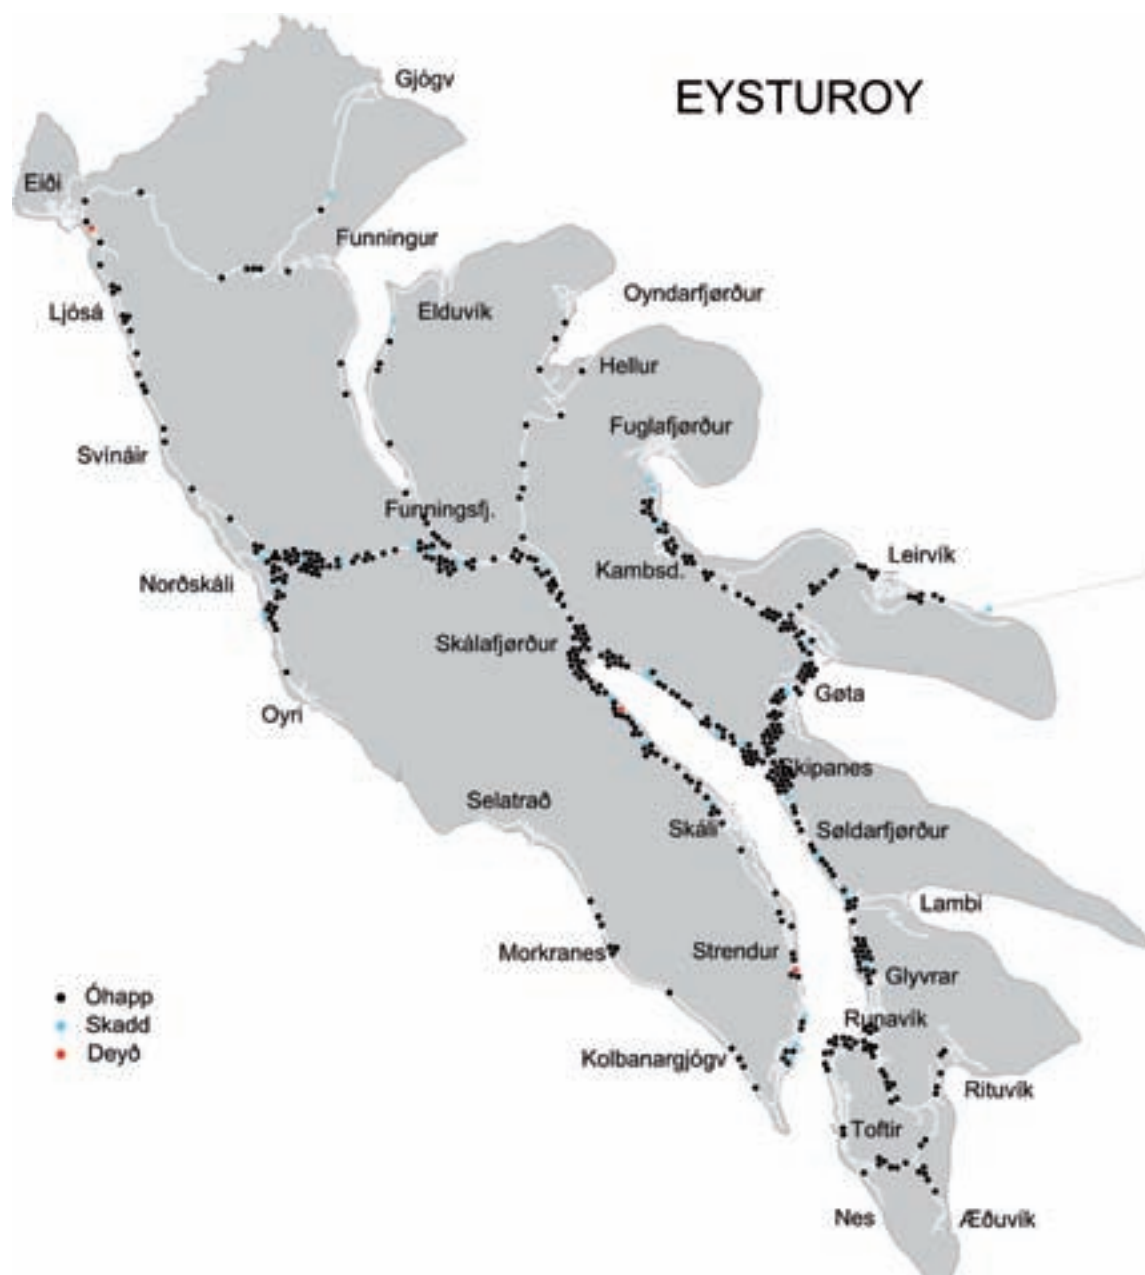 EYSTUROY
Gjógv
Eiði
Funningur
Elduvík
Oyndarfjørður
Ljósá
Hellur
Fuglafjørður
Svínáir
Funningsfj.
Leirvík
Kambsd.
Norðskáli
Skálafjørður
Gøta
Oyri
Skipanes
Selatrað
Skáli
Søldarfjørður
Lambi
Morkranes
Strendur
Glyvrar
Óhapp
Skadd
Deyð
Runavík
Kolbanargjógv
Rituvík
Toftir
Nes
Æðuvík